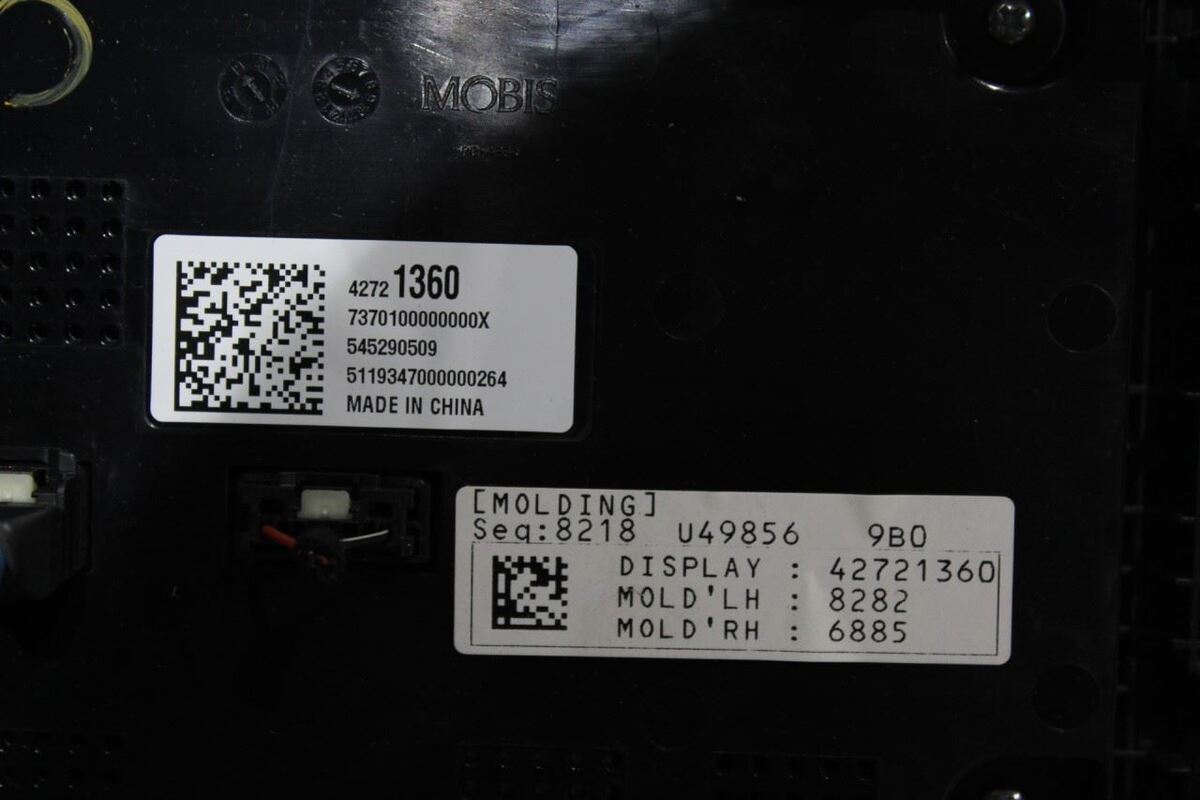 MOBIS
4272 1360
7370100000000X
545290509
5119347000000264
MADE IN CHINA
[MOLDING]
Seq:8218 U49856 9B0
DISPLAY : 42721360
MOLD'LH : 8282
MOLD'RH : 6885